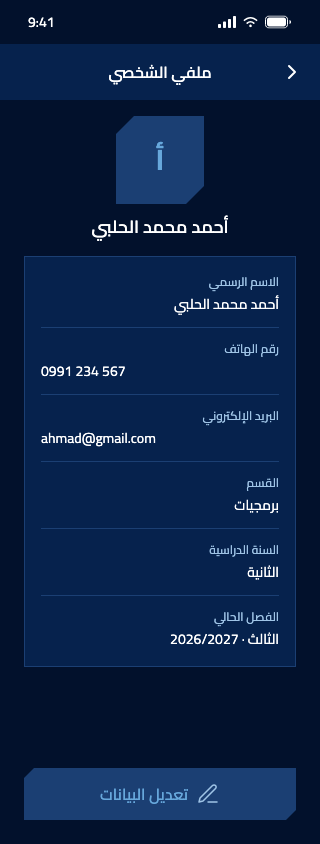 9:41
ملفي الشخصي
أ
أحمد محمد الحلبي
الاسم الرسمي
أحمد محمد الحلبي
رقم الهاتف
0991 234 567
البريد الإلكتروني
ahmad@gmail.com
القسم
برمجيات
السنة الدراسية
الثانية
الفصل الحالي
الثالث · 2026/2027
تعديل البيانات